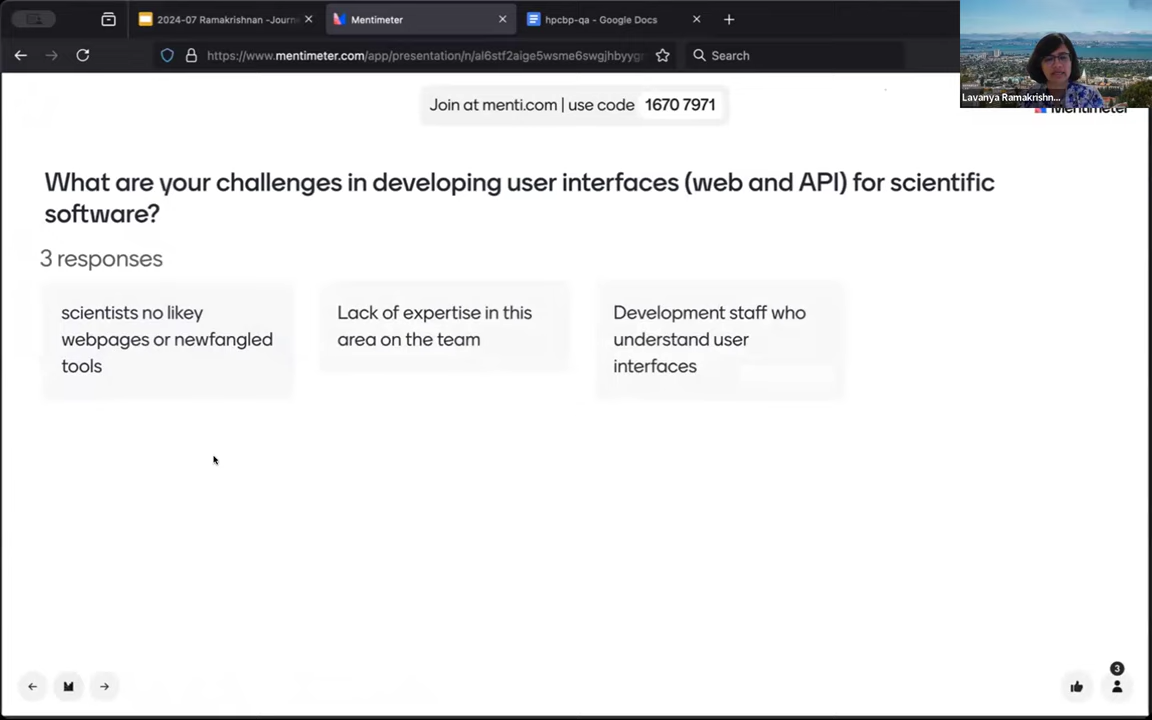 2024-07 Ramakrishnan -Journ
Mentimeter
hpcbp-qa - Google Docs
https://www.mentimeter.com/app/presentation/n/al6stf2aige5wsme6swgjhbyyg
Search
Lavanya Ramakrishn...
Join at menti.com | use code 1670 7971
Mentimeter
What are your challenges in developing user interfaces (web and API) for scientific
software?
3 responses
scientists no likey
webpages or newfangled
tools
Lack of expertise in this
area on the team
Development staff who
understand user
interfaces
3